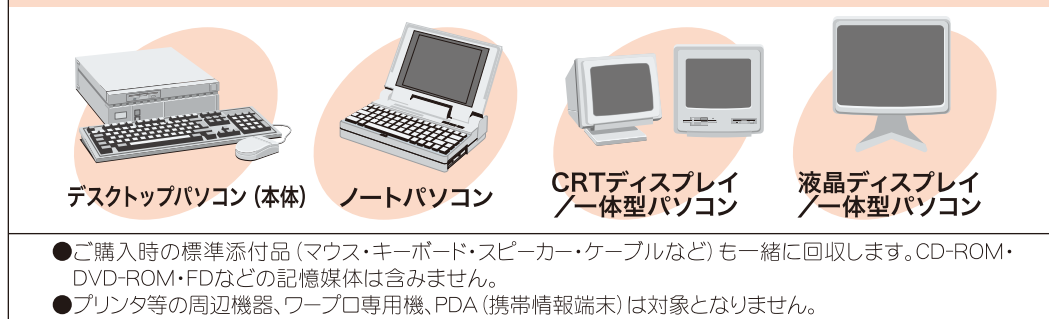 デスクトップパソコン（本体）
ノートパソコン
CRTディスプレイ
／一体型パソコン
液晶ディスプレイ
／一体型パソコン
●ご購入時の標準添付品（マウス・キーボード・スピーカー・ケーブルなど）も一緒に回収します。CD-ROM・
DVD-ROM・FDなどの記憶媒体は含みません。
●プリンタ等の周辺機器、ワープロ専用機、PDA（携帯情報端末）は対象となりません。